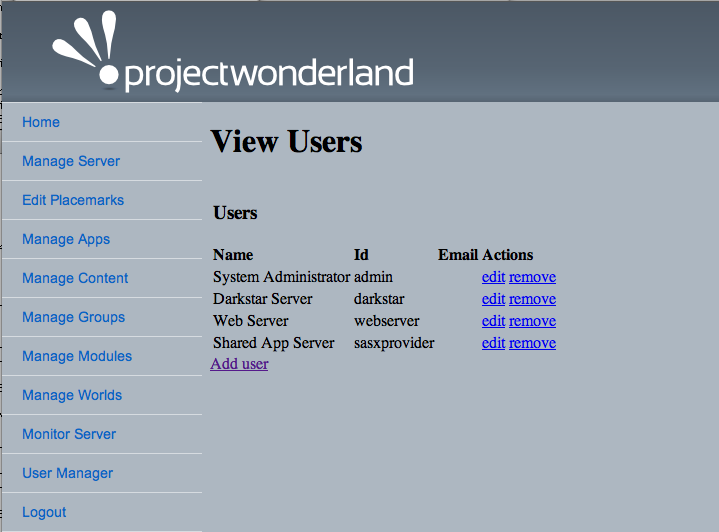 projectwonderland
Home
Manage Server
Edit Placemarks
Manage Apps
Manage Content
Manage Groups
Manage Modules
Manage Worlds
Monitor Server
User Manager
Logout
View Users
Users
Name Id Email Actions
System Administrator admin edit remove
Darkstar Server darkstar edit remove
Web Server webserver edit remove
Shared App Server sasxprovider edit remove
Add user